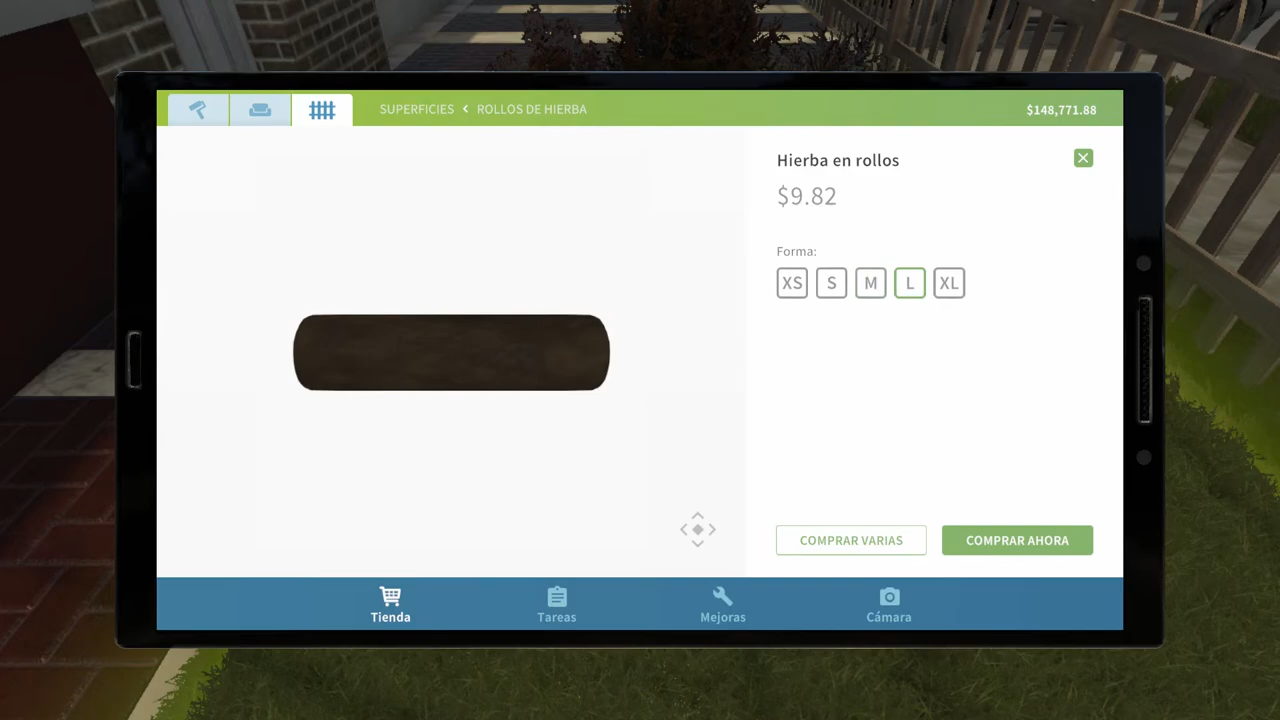 SUPERFICIES < ROLLOS DE HIERBA
$148,771.88
Hierba en rollos
$9.82
Forma:
XS S M L XL
COMPRAR VARIAS
COMPRAR AHORA
Tienda
Tareas
Mejoras
Cámara